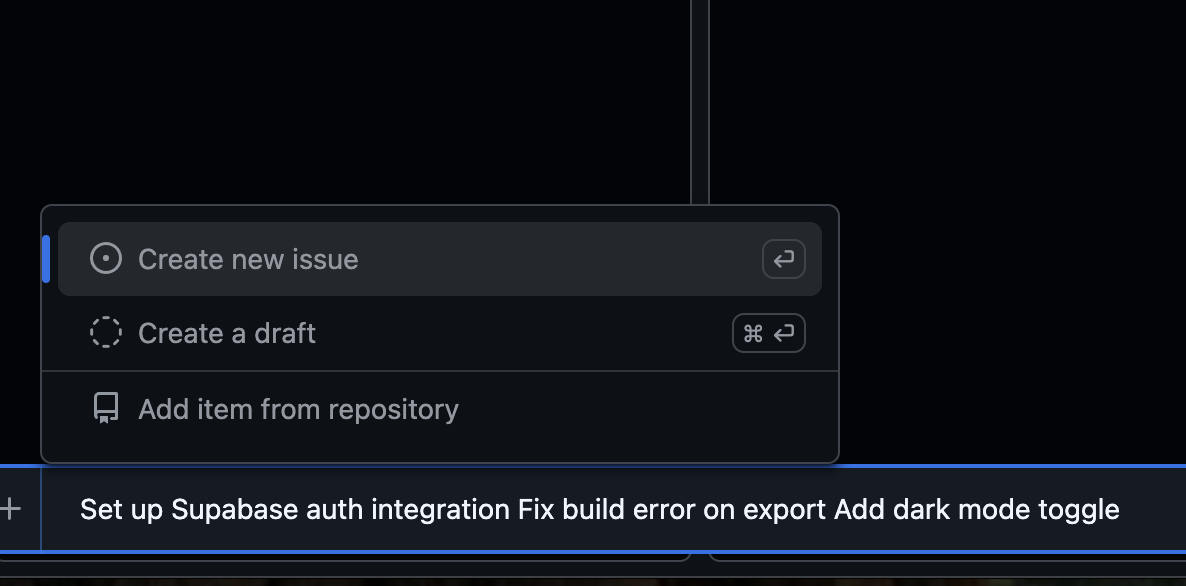 Create new issue
Create a draft
⌘
Add item from repository
Set up Supabase auth integration Fix build error on export Add dark mode toggle